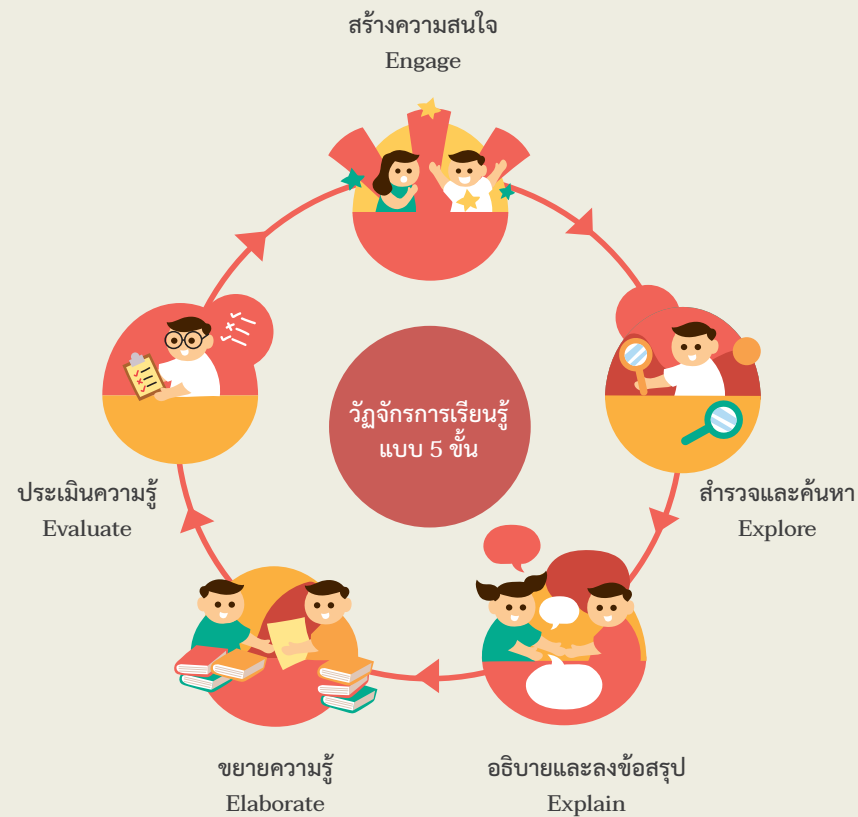 สร้างความสนใจ
Engage
วัฏจักรการเรียนรู้
แบบ 5 ขั้น
สำรวจและค้นหา
Explore
อธิบายและลงข้อสรุป
Explain
ขยายความรู้
Elaborate
ประเมินความรู้
Evaluate